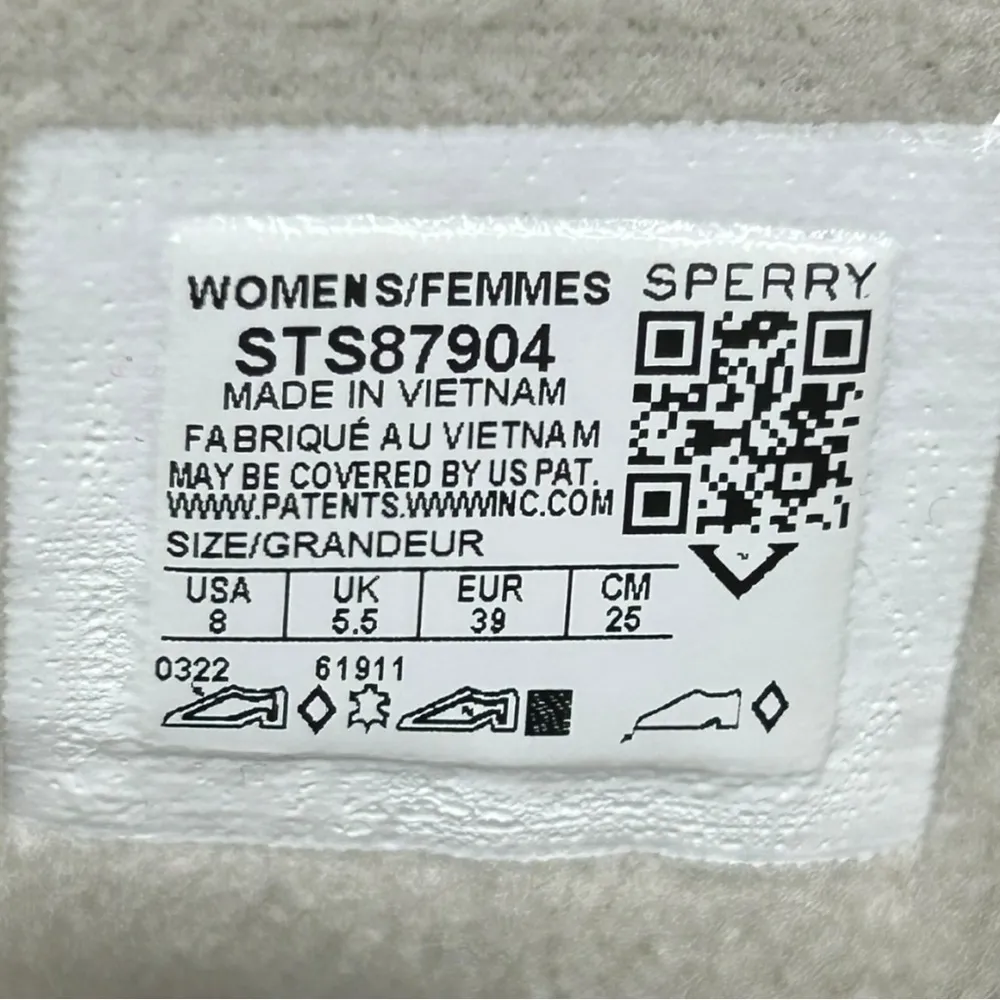 WOMENS/FEMMES
SPERRY
STS87904
MADE IN VIETNAM
FABRIQUÉ AU VIETNAM
MAY BE COVERED BY US PAT.
WWW.PATENTS.WWWINC.COM
SIZE/GRANDEUR
USA UK EUR CM
8 5.5 39 25
0322 61911